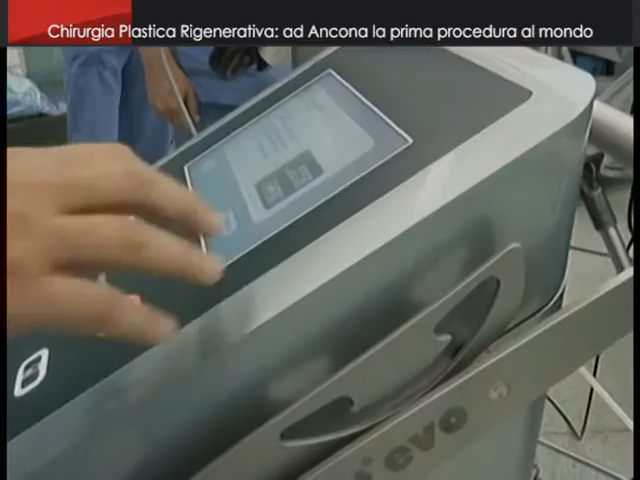 Chirurgia Plastica Rigenerativa: ad Ancona la prima procedura al mondo
evo